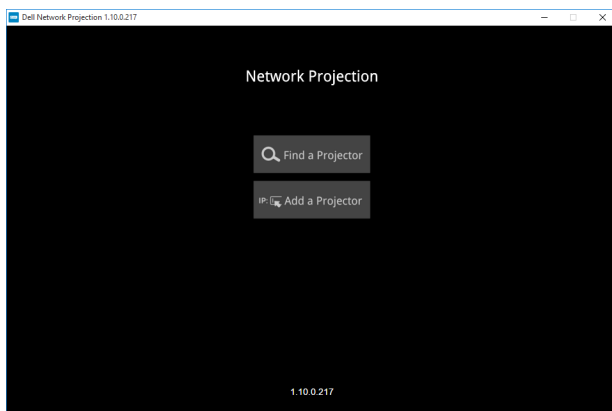 Dell Network Projection 1.10.0.217
Network Projection
Find a Projector
IP: Add a Projector
1.10.0.217